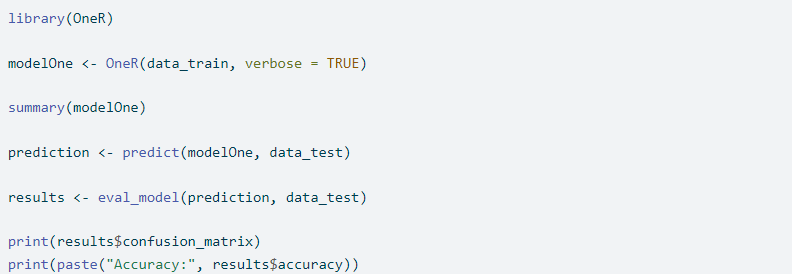 library(OneR)
modelOne <- OneR(data_train, verbose = TRUE)
summary(modelOne)
prediction <- predict(modelOne, data_test)
results <- eval_model(prediction, data_test)
print(results$confusion_matrix)
print(paste("Accuracy:", results$accuracy))